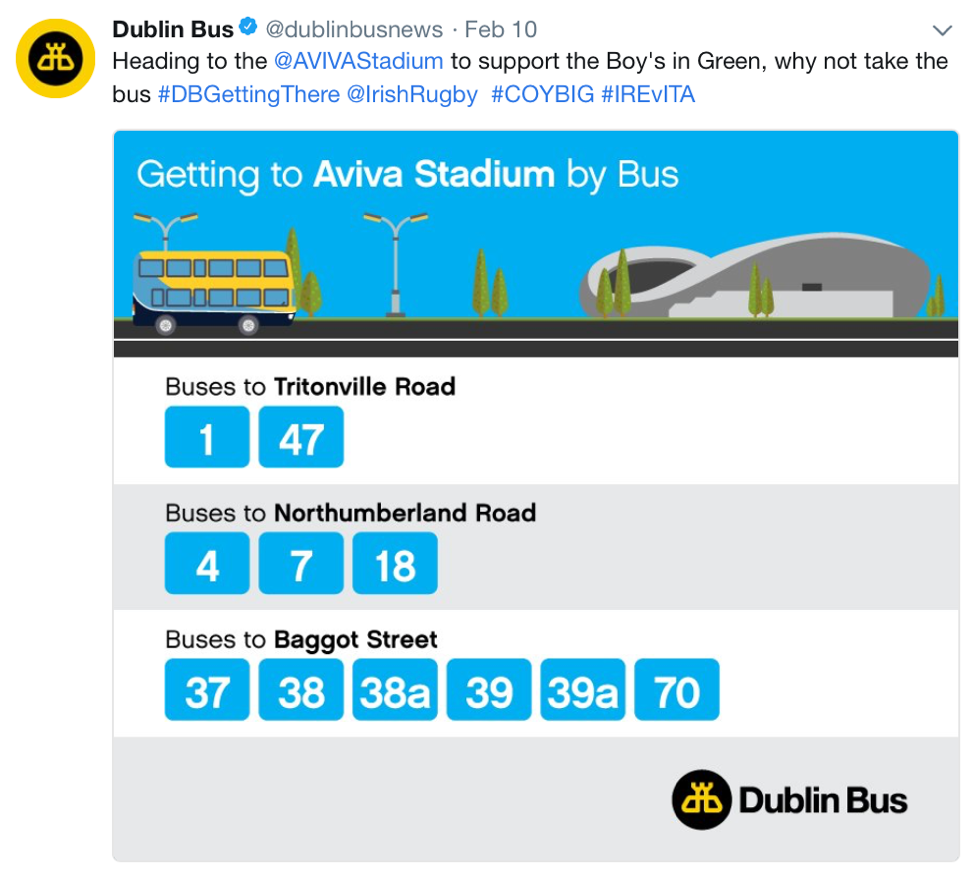 Dublin Bus @dublinbusnews · Feb 10
Heading to the @AVIVAStadium to support the Boy's in Green, why not take the
bus #DBGettingThere @IrishRugby #COYBIG #IREvITA
Getting to Aviva Stadium by Bus
Buses to Tritonville Road
1 47
Buses to Northumberland Road
4 7 18
Buses to Baggot Street
37 38 38a 39 39a 70
Dublin Bus